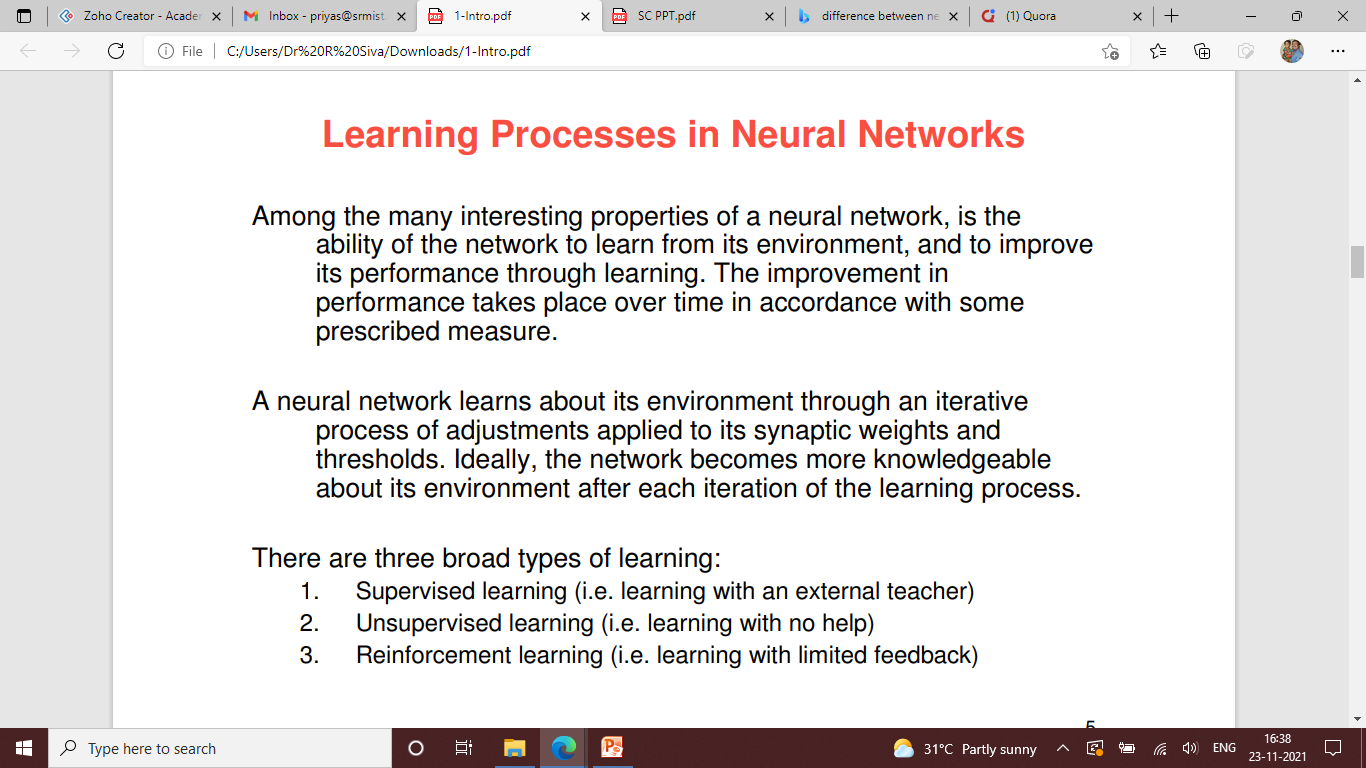 Zoho Creator - Acader
Inbox - priyas@srmist.
1-Intro.pdf
SC PPT.pdf
difference between ne
(1) Quora
File
C:/Users/Dr%20R%20Siva/Downloads/1-Intro.pdf
Learning Processes in Neural Networks
Among the many interesting properties of a neural network, is the
ability of the network to learn from its environment, and to improve
its performance through learning. The improvement in
performance takes place over time in accordance with some
prescribed measure.
A neural network learns about its environment through an iterative
process of adjustments applied to its synaptic weights and
thresholds. Ideally, the network becomes more knowledgeable
about its environment after each iteration of the learning process.
There are three broad types of learning:
1. Supervised learning (i.e. learning with an external teacher)
2. Unsupervised learning (i.e. learning with no help)
3. Reinforcement learning (i.e. learning with limited feedback)
5
Type here to search
31°C Partly sunny
ENG
16:38
23-11-2021